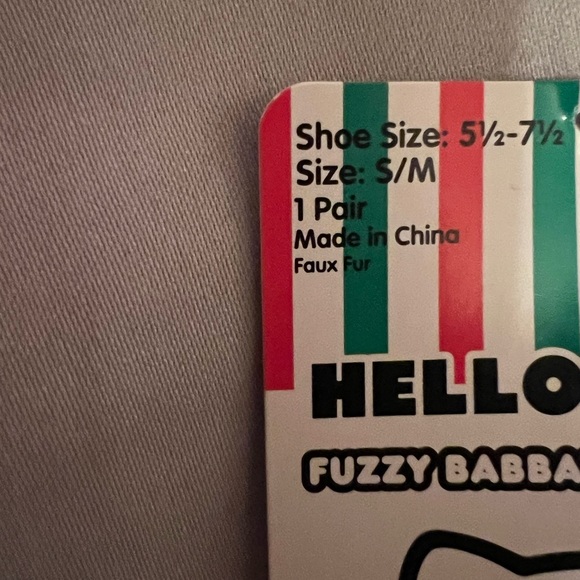 Shoe Size: 5½-7½
Size: S/M
1 Pair
Made in China
Faux Fur
HELLO
FUZZY BABBA